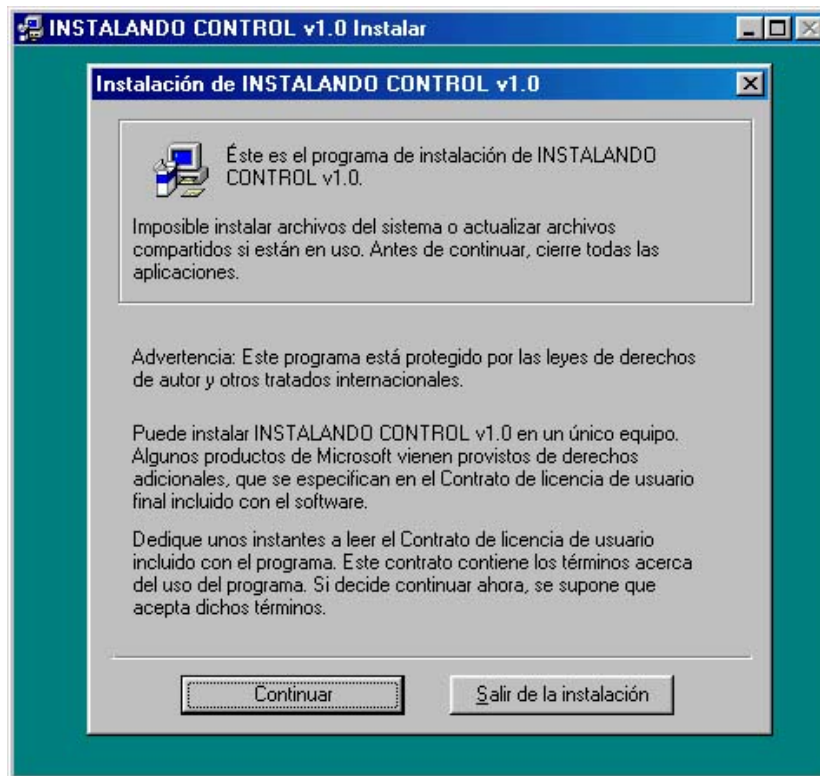 INSTALANDO CONTROL v1.0 Instalar
Instalación de INSTALANDO CONTROL v1.0
Éste es el programa de instalación de INSTALANDO
CONTROL v1.0.
Imposible instalar archivos del sistema o actualizar archivos
compartidos si están en uso. Antes de continuar, cierre todas las
aplicaciones.
Advertencia: Este programa está protegido por las leyes de derechos
de autor y otros tratados internacionales.
Puede instalar INSTALANDO CONTROL v1.0 en un único equipo.
Algunos productos de Microsoft vienen provistos de derechos
adicionales, que se especifican en el Contrato de licencia de usuario
final incluido con el software.
Dedique unos instantes a leer el Contrato de licencia de usuario
incluido con el programa. Este contrato contiene los términos acerca
del uso del programa. Si decide continuar ahora, se supone que
acepta dichos términos.
Continuar
Salir de la instalación